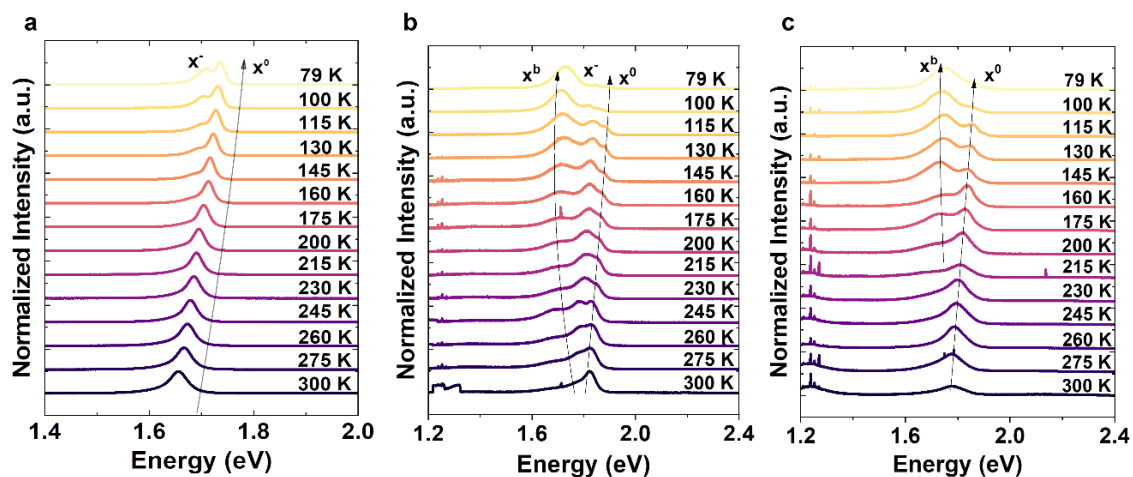 a
Normalized Intensity (a.u.)
x⁻
x⁰
79 K
100 K
115 K
130 K
145 K
160 K
175 K
200 K
215 K
230 K
245 K
260 K
275 K
300 K
1.4
1.6
1.8
2.0
Energy (eV)
b
Normalized Intensity (a.u.)
xᵇ
x⁻
x⁰
79 K
100 K
115 K
130 K
145 K
160 K
175 K
200 K
215 K
230 K
245 K
260 K
275 K
300 K
1.2
1.6
2.0
2.4
Energy (eV)
c
Normalized Intensity (a.u.)
xᵇ
x⁰
79 K
100 K
115 K
130 K
145 K
160 K
175 K
200 K
215 K
230 K
245 K
260 K
275 K
300 K
1.2
1.6
2.0
2.4
Energy (eV)